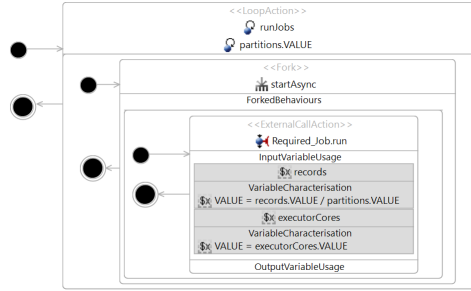 <<LoopAction>>
runJobs
partitions.VALUE
<<Fork>>
startAsync
ForkedBehaviours
<<ExternalCallAction>>
Required_Job.run
InputVariableUsage
$x records
VariableCharacterisation
$x VALUE = records.VALUE / partitions.VALUE
$x executorCores
VariableCharacterisation
$x VALUE = executorCores.VALUE
OutputVariableUsage